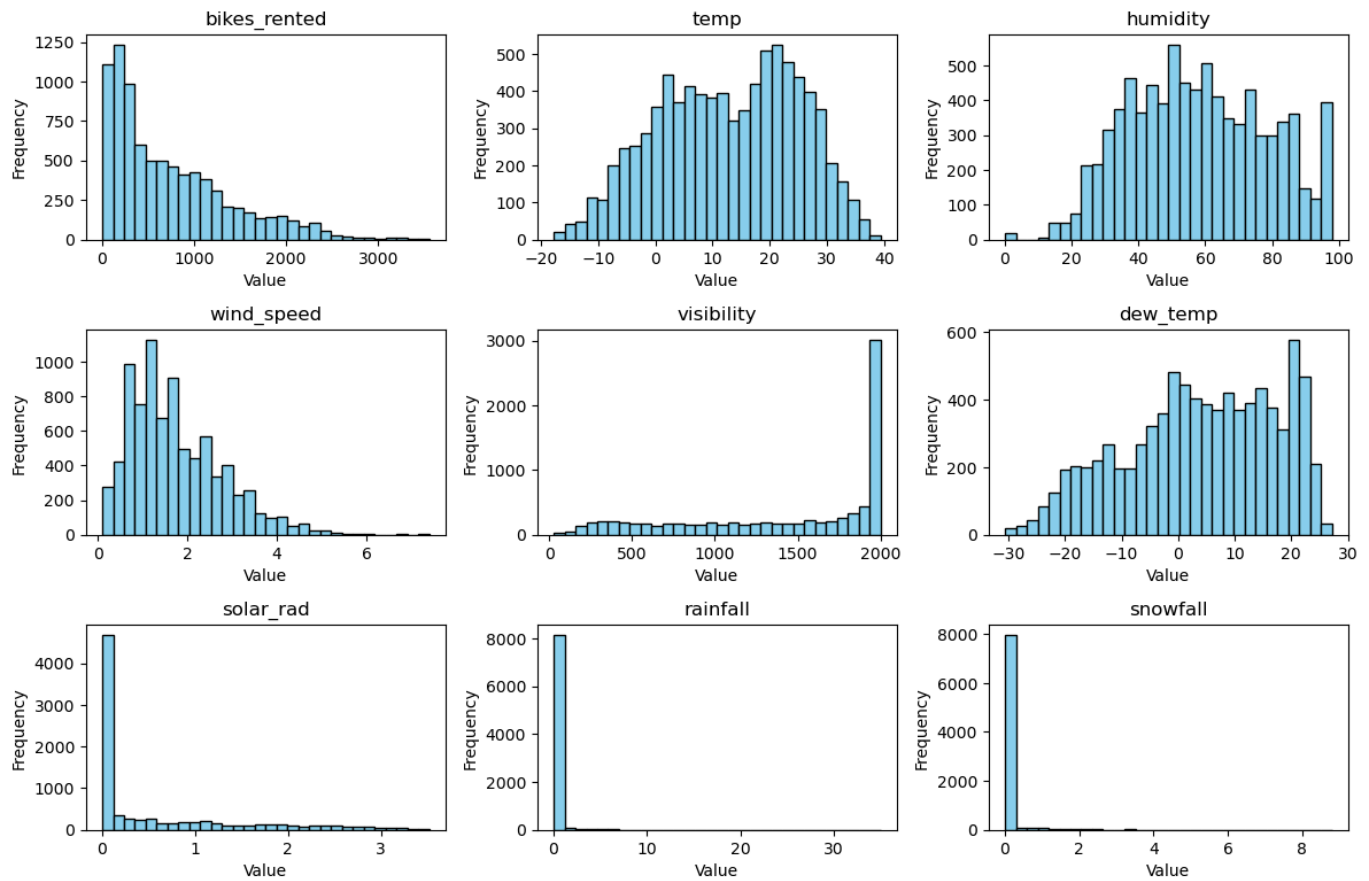 bikes_rented
1250
1000
750
500
250
0
Frequency
0 1000 2000 3000
Value
temp
500
400
300
200
100
0
Frequency
−20 −10 0 10 20 30 40
Value
humidity
500
400
300
200
100
0
Frequency
0 20 40 60 80 100
Value
wind_speed
1000
800
600
400
200
0
Frequency
0 2 4 6
Value
visibility
3000
2000
1000
0
Frequency
0 500 1000 1500 2000
Value
dew_temp
600
400
200
0
Frequency
−30 −20 −10 0 10 20 30
Value
solar_rad
4000
3000
2000
1000
0
Frequency
0 1 2 3
Value
rainfall
8000
6000
4000
2000
0
Frequency
0 10 20 30
Value
snowfall
8000
6000
4000
2000
0
Frequency
0 2 4 6 8
Value